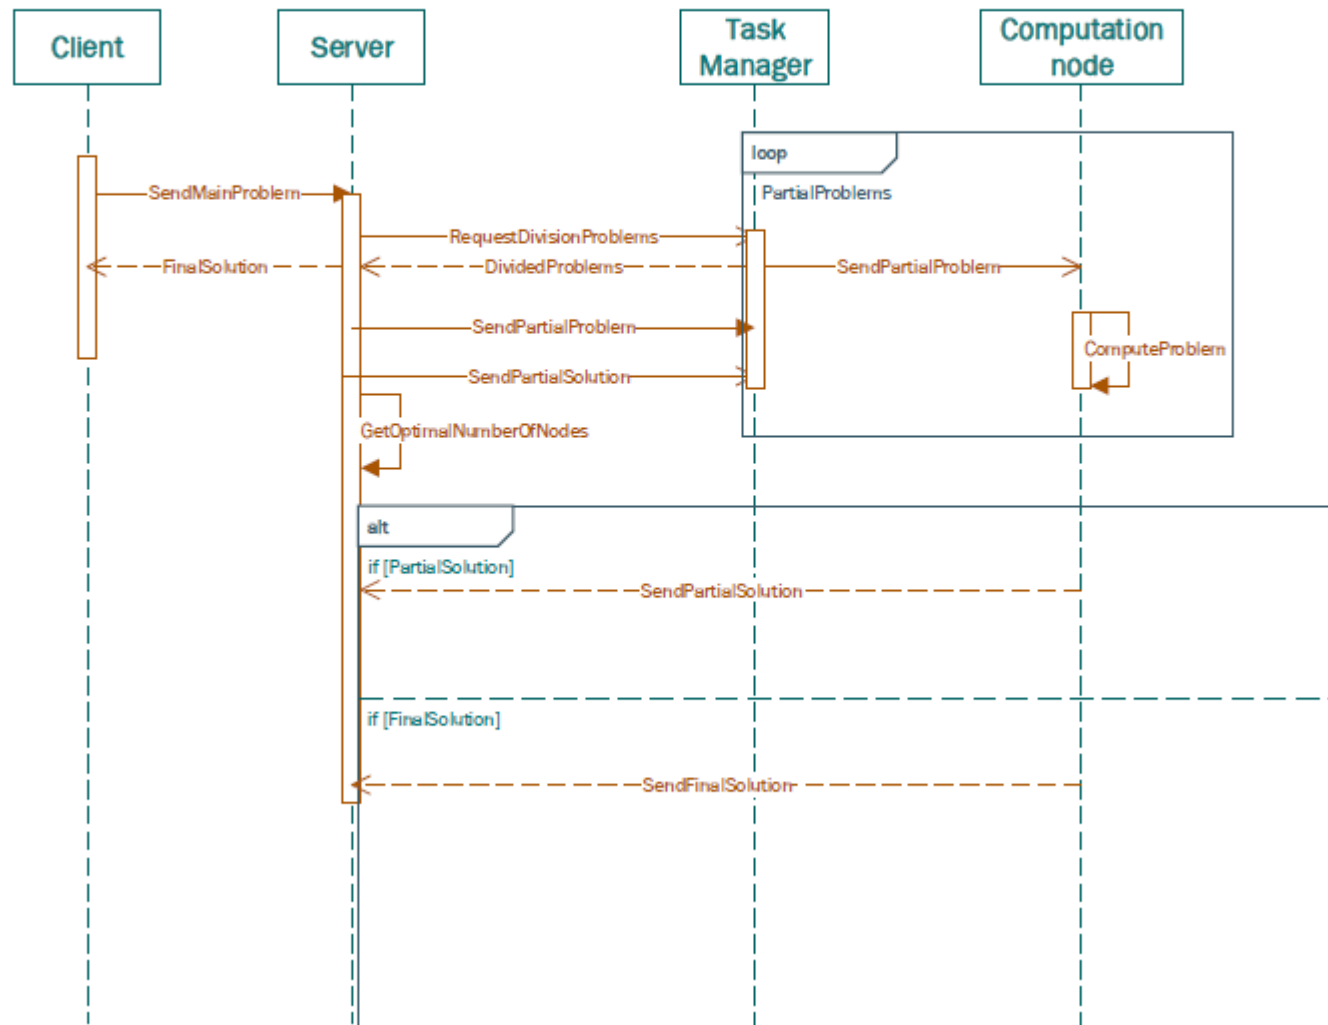 Client
Server
Task
Manager
Computation
node
loop
SendMainProblem
PartialProblems
RequestDivisionProblems
FinalSolution
DividedProblems
SendPartialProblem
SendPartialProblem
ComputeProblem
SendPartialSolution
GetOptimalNumberOfNodes
alt
if [PartialSolution]
SendPartialSolution
if [FinalSolution]
SendFinalSolution